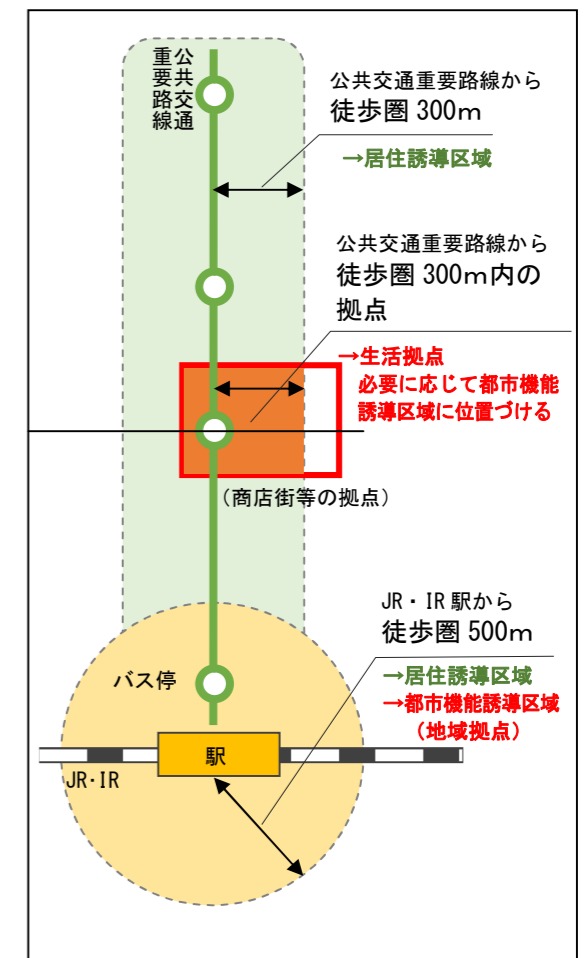 公共交通
重要路線
公共交通重要路線から
徒歩圏 300m
→居住誘導区域
公共交通重要路線から
徒歩圏 300m内の
拠点
→生活拠点
必要に応じて都市機能
誘導区域に位置づける
(商店街等の拠点)
JR・IR 駅から
徒歩圏 500m
→居住誘導区域
→都市機能誘導区域
(地域拠点)
バス停
駅
JR・IR